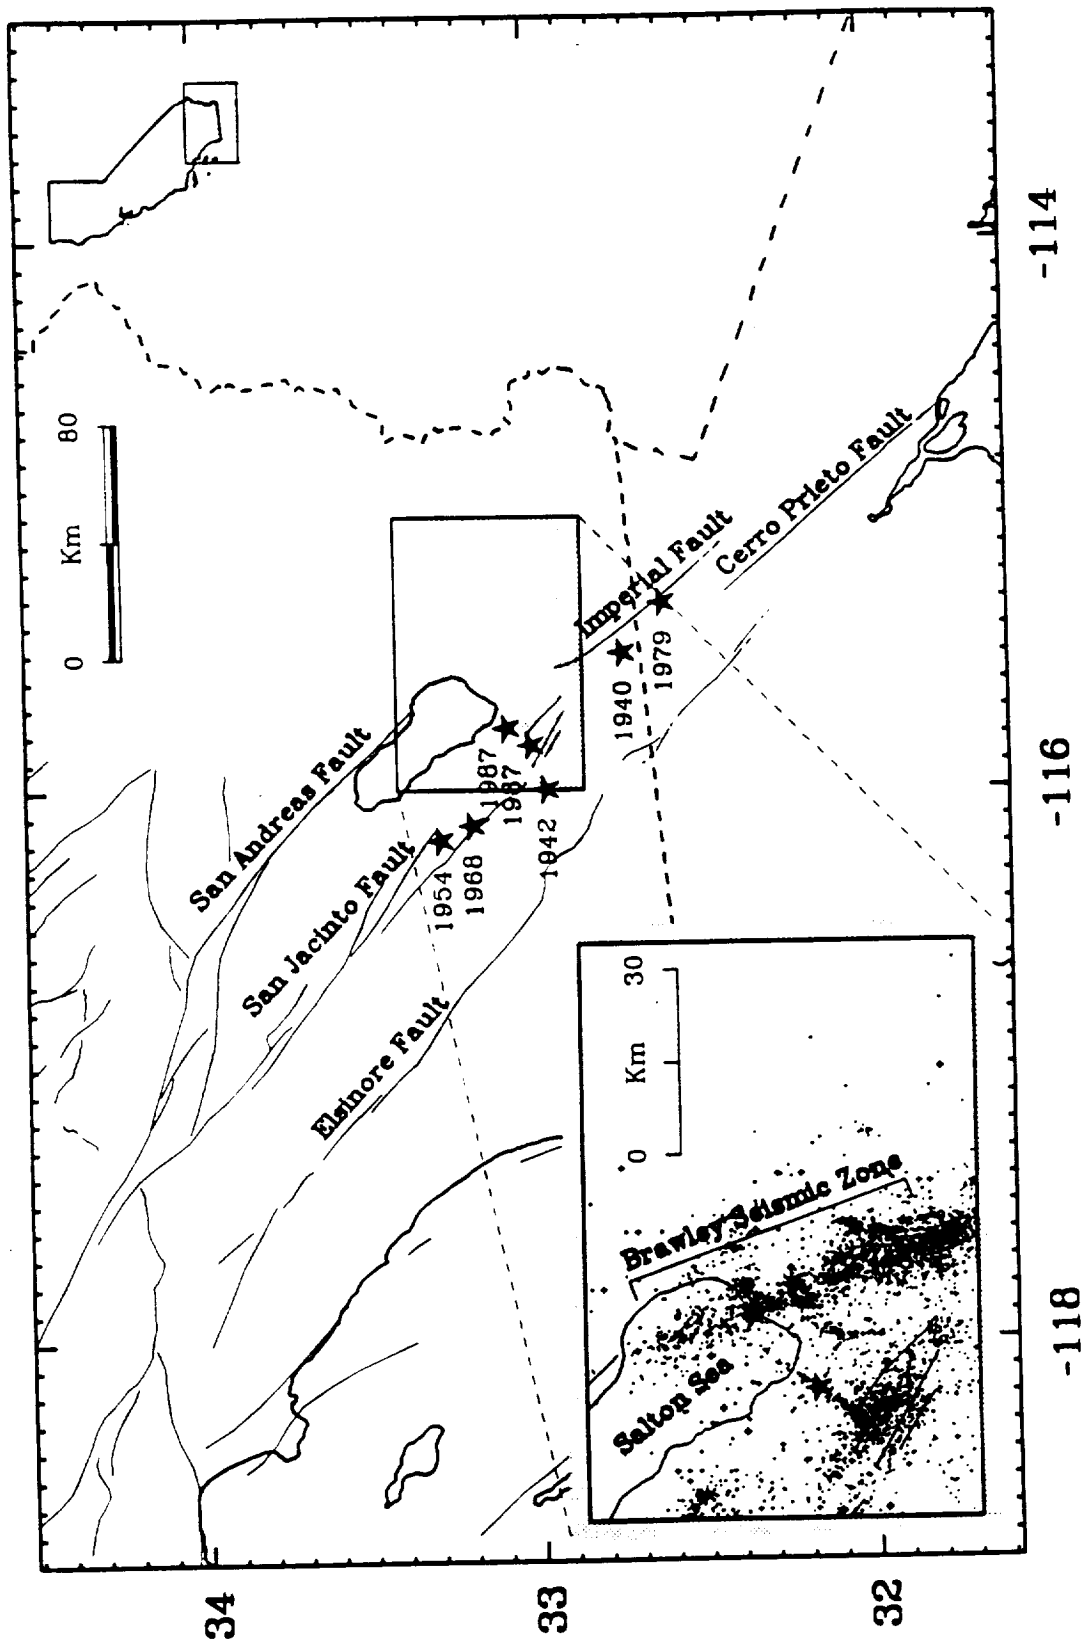 0 Km 80
San Andreas Fault
San Jacinto Fault
Elsinore Fault
Imperial Fault
Cerro Prieto Fault
1954
1968
1987
1987
1942
1940
1979
0 Km 30
Brawley Seismic Zone
Salton Sea
34
33
32
-118
-116
-114